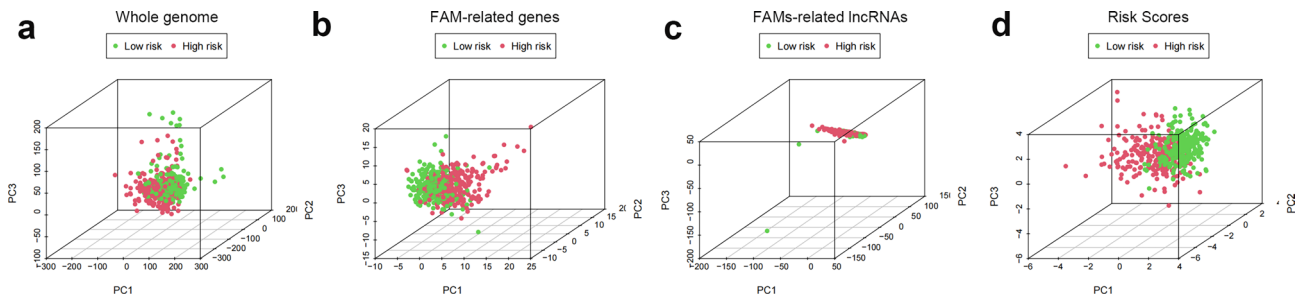 a
Whole genome
Low risk
High risk
PC3
200
150
100
50
0
−50
−100
−300
−200
−100
0
100
200
300
PC1
−300
−200
−100
0
100
200
PC2
b
FAM-related genes
Low risk
High risk
PC3
20
15
10
5
0
−5
−10
−15
−10
−5
0
5
10
15
20
25
PC1
−10
−5
0
5
10
15
PC2
c
FAMs-related lncRNAs
Low risk
High risk
PC3
50
0
−50
−100
−150
−200
−200
−150
−100
−50
0
50
PC1
−150
−100
−50
0
50
100
PC2
d
Risk Scores
Low risk
High risk
PC3
4
2
0
−2
−4
−6
−6
−4
−2
0
2
4
PC1
−6
−4
−2
0
2
4
PC2